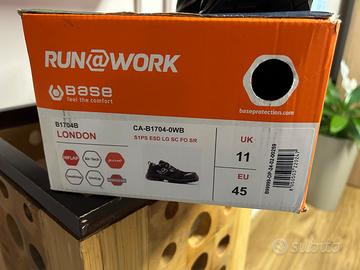 RUN@WORK
BASE
feel the comfort
baseprotection.com
B1704B
CA-B1704-0WB
LONDON
S1PS ESD LG SC FO SR
UK
11
EU
45
subito